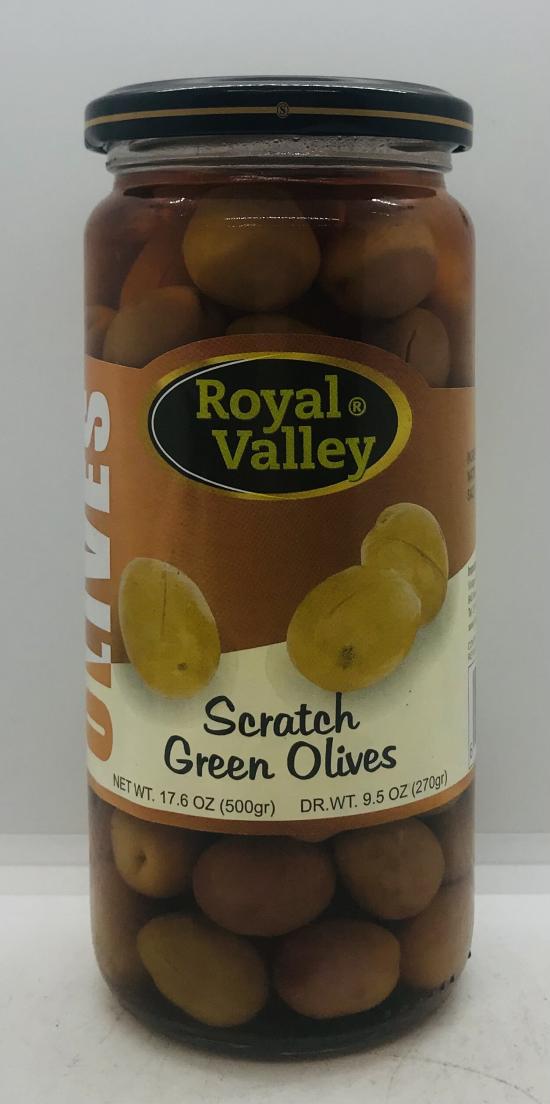 Royal ®
Valley
OLIVES
Scratch
Green Olives
NET WT. 17.6 OZ (500gr) DR.WT. 9.5 OZ (270gr)